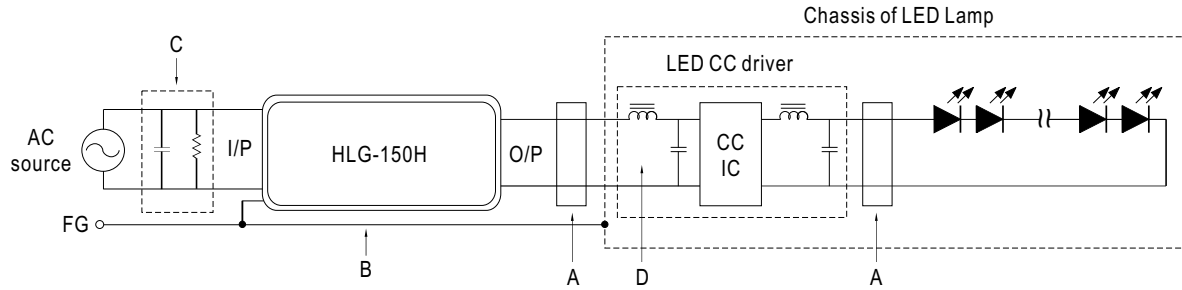 Chassis of LED Lamp
C
LED CC driver
AC
source
I/P
HLG-150H
O/P
CC
IC
FG
B
A
D
A